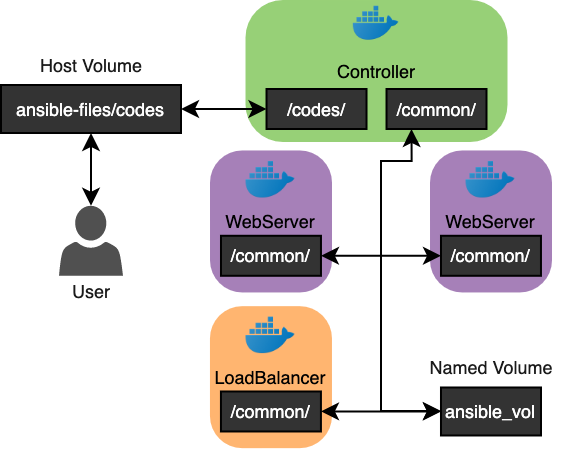 Host Volume
ansible-files/codes
User
Controller
/codes/
/common/
WebServer
/common/
WebServer
/common/
LoadBalancer
/common/
Named Volume
ansible_vol